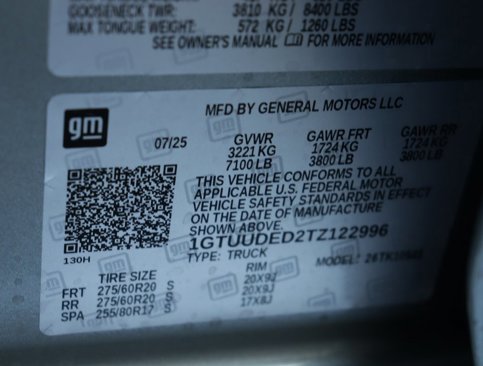 GOOSENECK TWR: 3810 KG / 8400 LBS
MAX TONGUE WEIGHT: 572 KG / 1260 LBS
SEE OWNER'S MANUAL FOR MORE INFORMATION
gm
MFD BY GENERAL MOTORS LLC
07/25 GVWR GAWR FRT GAWR RR
3221 KG 1724 KG 1724 KG
7100 LB 3800 LB 3800 LB
THIS VEHICLE CONFORMS TO ALL
APPLICABLE U.S. FEDERAL MOTOR
VEHICLE SAFETY STANDARDS IN EFFECT
ON THE DATE OF MANUFACTURE
SHOWN ABOVE.
1GTUUDED2TZ122996
130H
TYPE: TRUCK MODEL:
TIRE SIZE RIM
FRT 275/60R20 S 20X9J
RR 275/60R20 S 20X9J
SPA 255/80R17 S 17X8J